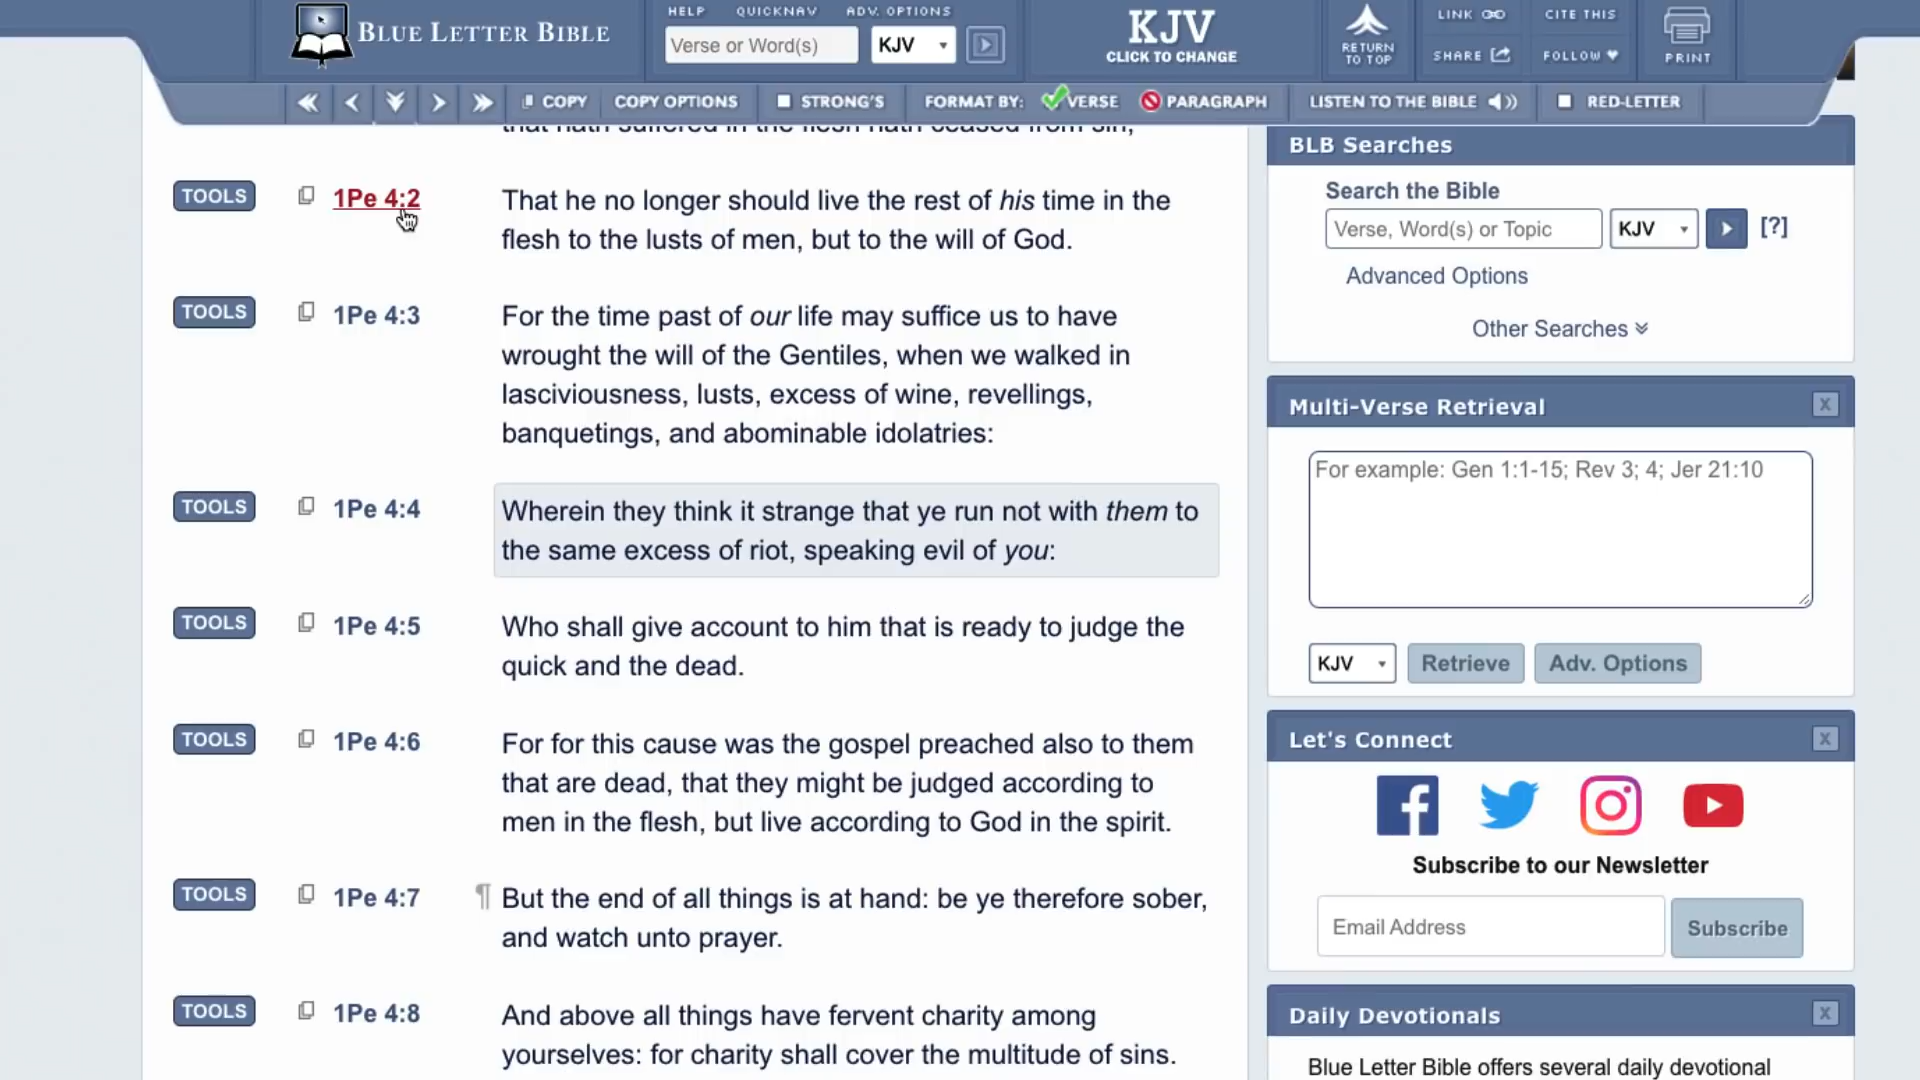 BLUE LETTER BIBLE
HELP QUICKNAV ADV. OPTIONS
Verse or Word(s) KJV
KJV
CLICK TO CHANGE
RETURN
TO TOP
LINK
SHARE
CITE THIS
FOLLOW
PRINT
COPY COPY OPTIONS STRONG'S FORMAT BY: VERSE PARAGRAPH LISTEN TO THE BIBLE RED-LETTER
that hath suffered in the flesh hath ceased from sin;
TOOLS 1Pe 4:2 That he no longer should live the rest of his time in the
flesh to the lusts of men, but to the will of God.
TOOLS 1Pe 4:3 For the time past of our life may suffice us to have
wrought the will of the Gentiles, when we walked in
lasciviousness, lusts, excess of wine, revellings,
banquetings, and abominable idolatries:
TOOLS 1Pe 4:4 Wherein they think it strange that ye run not with them to
the same excess of riot, speaking evil of you:
TOOLS 1Pe 4:5 Who shall give account to him that is ready to judge the
quick and the dead.
TOOLS 1Pe 4:6 For for this cause was the gospel preached also to them
that are dead, that they might be judged according to
men in the flesh, but live according to God in the spirit.
TOOLS 1Pe 4:7 ¶ But the end of all things is at hand: be ye therefore sober,
and watch unto prayer.
TOOLS 1Pe 4:8 And above all things have fervent charity among
yourselves: for charity shall cover the multitude of sins.
BLB Searches
Search the Bible
Verse, Word(s) or Topic KJV [?]
Advanced Options
Other Searches
Multi-Verse Retrieval X
For example: Gen 1:1-15; Rev 3; 4; Jer 21:10
KJV Retrieve Adv. Options
Let's Connect X
Subscribe to our Newsletter
Email Address Subscribe
Daily Devotionals X
Blue Letter Bible offers several daily devotional